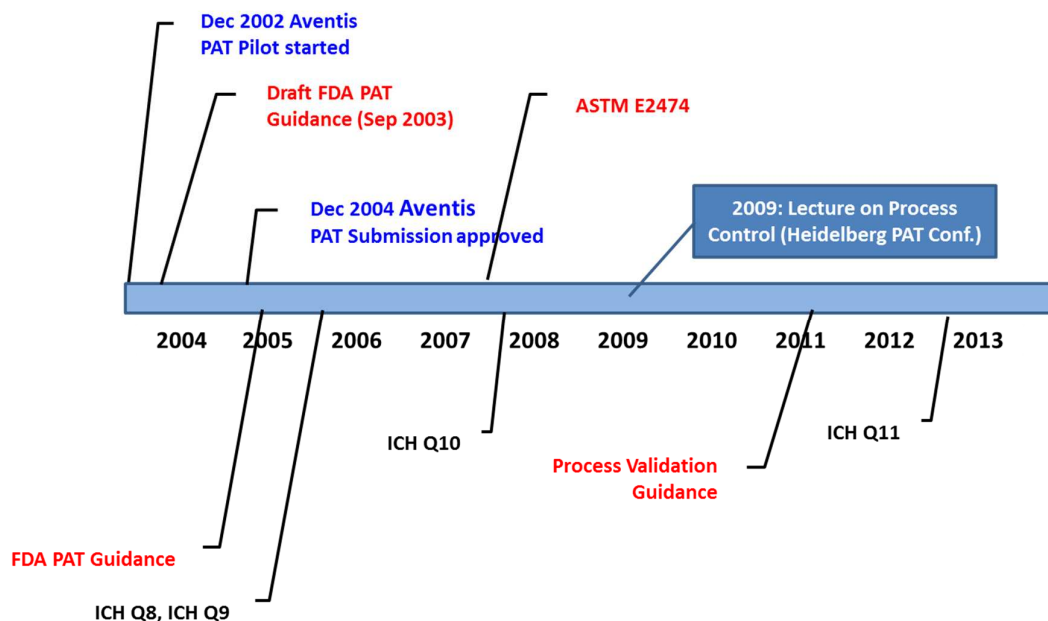 Dec 2002 Aventis
PAT Pilot started
Draft FDA PAT
Guidance (Sep 2003)
ASTM E2474
Dec 2004 Aventis
PAT Submission approved
2009: Lecture on Process
Control (Heidelberg PAT Conf.)
2004 2005 2006 2007 2008 2009 2010 2011 2012 2013
ICH Q10
ICH Q11
Process Validation
Guidance
FDA PAT Guidance
ICH Q8, ICH Q9